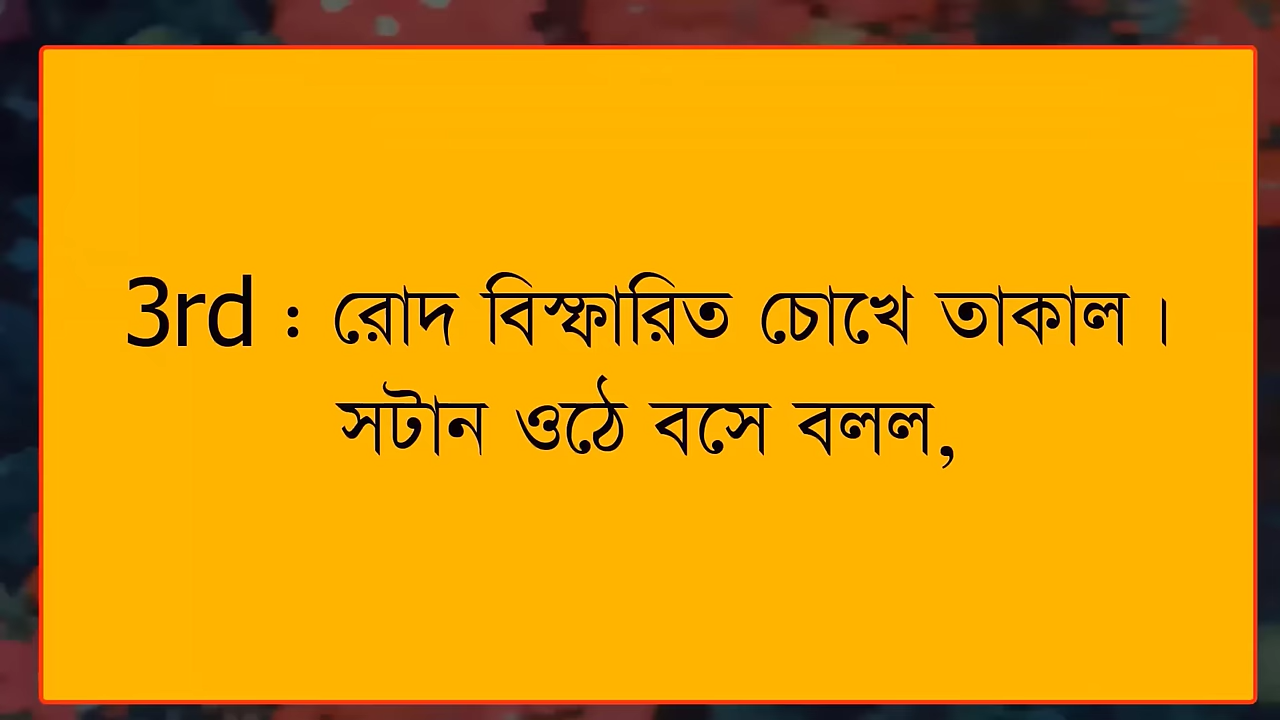 3rd : রোদ বিস্ফারিত চোখে তাকাল।
সটান ওঠে বসে বলল,